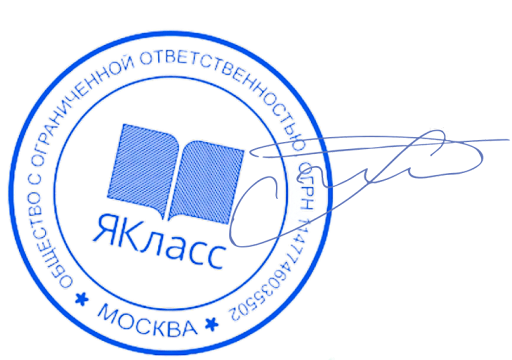 ОБЩЕСТВО С ОГРАНИЧЕННОЙ ОТВЕТСТВЕННОСТЬЮ ОГРН 1147746035502
ЯКласс
★ МОСКВА ★